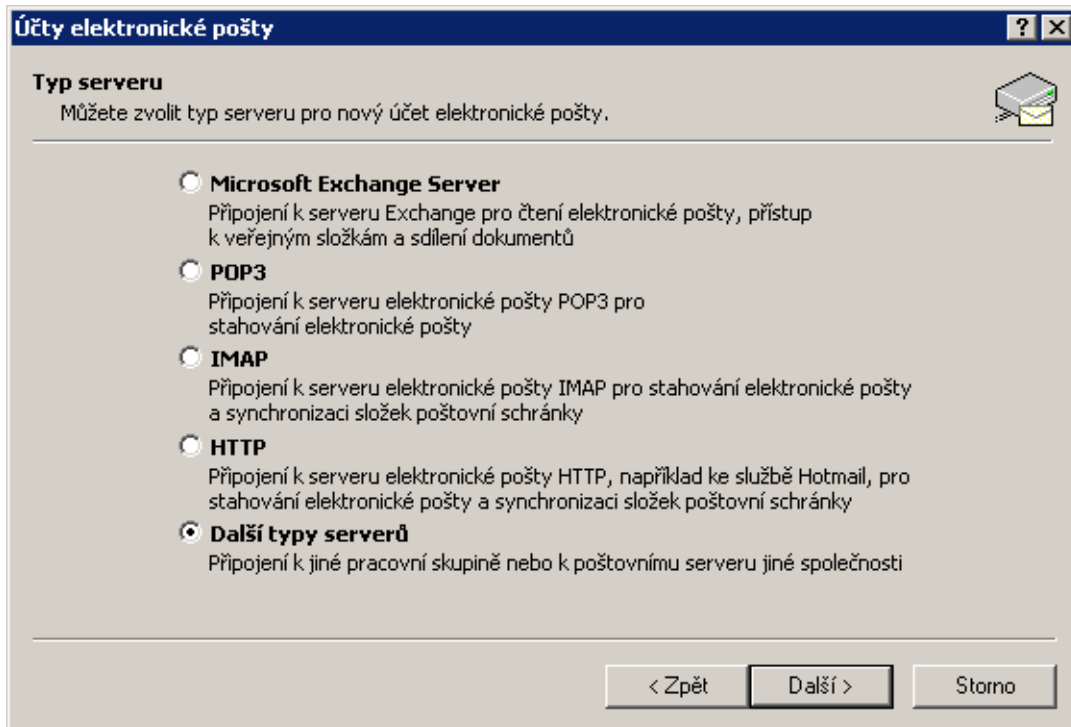 Účty elektronické pošty
Typ serveru
Můžete zvolit typ serveru pro nový účet elektronické pošty.
Microsoft Exchange Server
Připojení k serveru Exchange pro čtení elektronické pošty, přístup
k veřejným složkám a sdílení dokumentů
POP3
Připojení k serveru elektronické pošty POP3 pro
stahování elektronické pošty
IMAP
Připojení k serveru elektronické pošty IMAP pro stahování elektronické pošty
a synchronizaci složek poštovní schránky
HTTP
Připojení k serveru elektronické pošty HTTP, například ke službě Hotmail, pro
stahování elektronické pošty a synchronizaci složek poštovní schránky
Další typy serverů
Připojení k jiné pracovní skupině nebo k poštovnímu serveru jiné společnosti
< Zpět Další > Storno